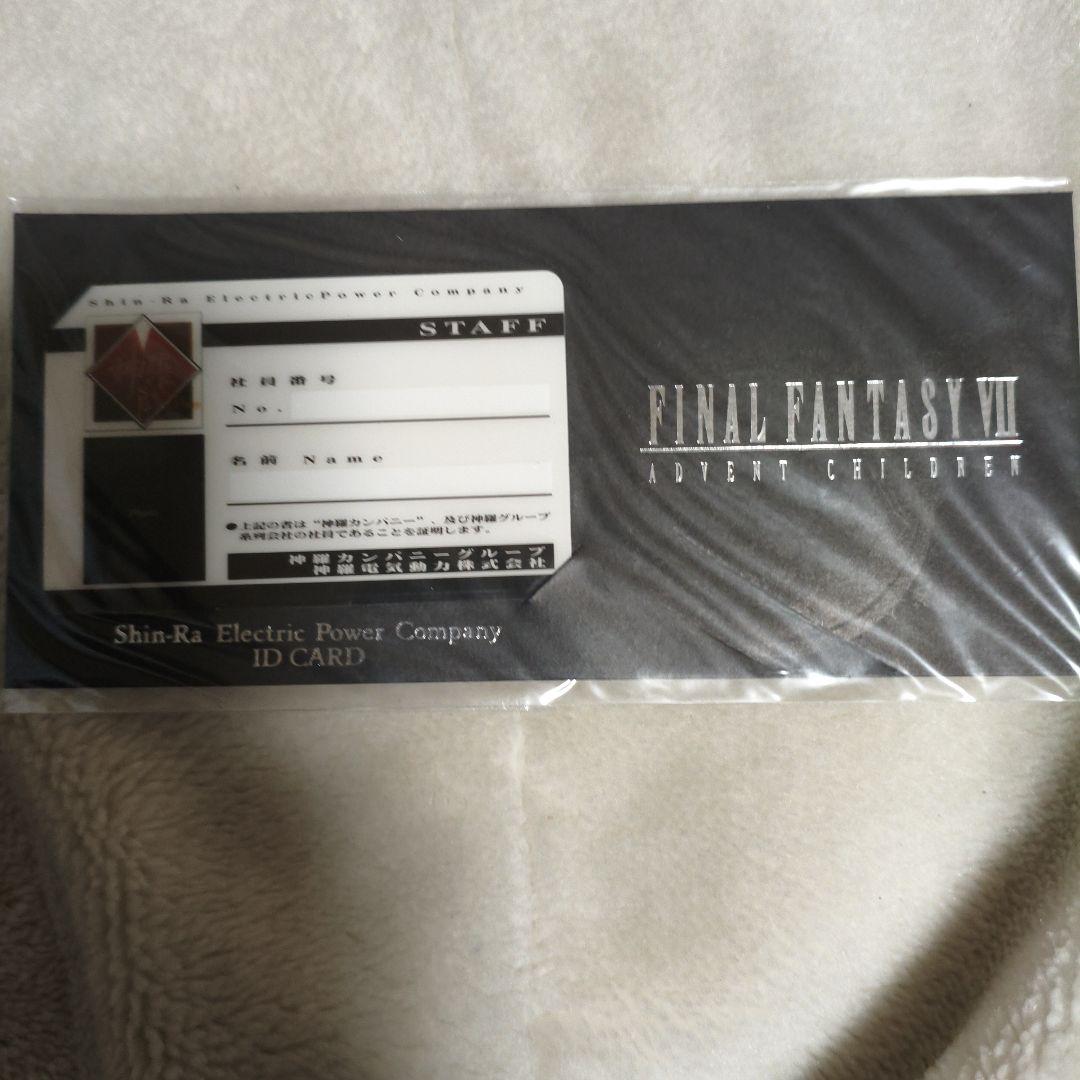 Shin-Ra ElectricPower Company
STAFF
社員番号
No.
名前 Name
●上記の者は“神羅カンパニー”、及び神羅グループ
系列会社の社員であることを証明します。
神羅カンパニーグループ
神羅電気動力株式会社
Shin-Ra Electric Power Company
ID CARD
FINAL FANTASY VII
ADVENT CHILDREN